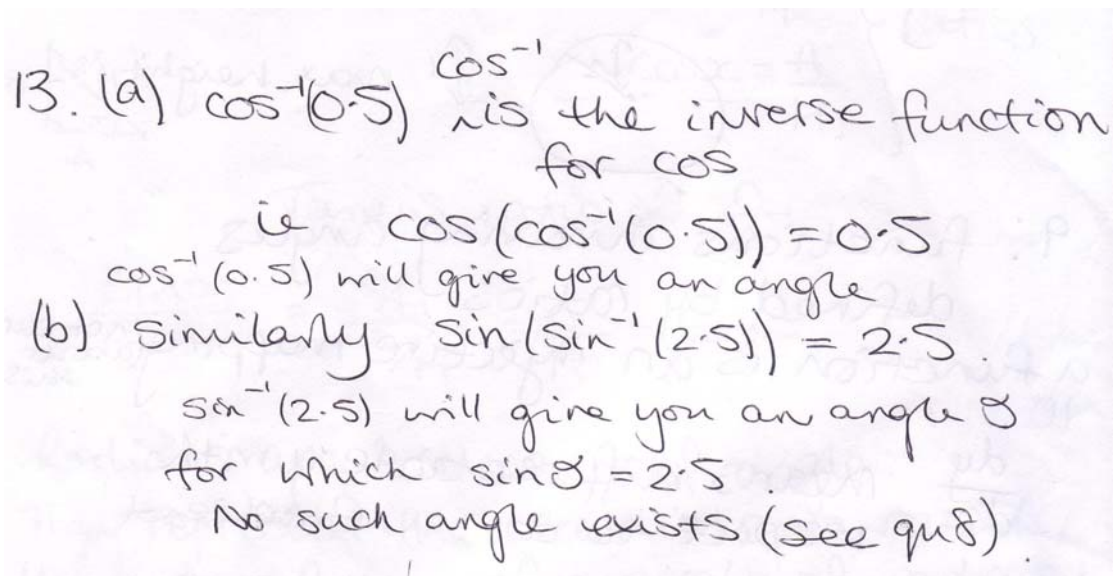 cos⁻¹
13. (a) cos⁻¹(0.5) ^ is the inverse function
for cos
ie cos(cos⁻¹(0.5)) = 0.5
cos⁻¹(0.5) will give you an angle
(b) Similarly sin(sin⁻¹(2.5)) = 2.5.
sin⁻¹(2.5) will give you an angle γ
for which sin γ = 2.5.
No such angle exists (see qu8).